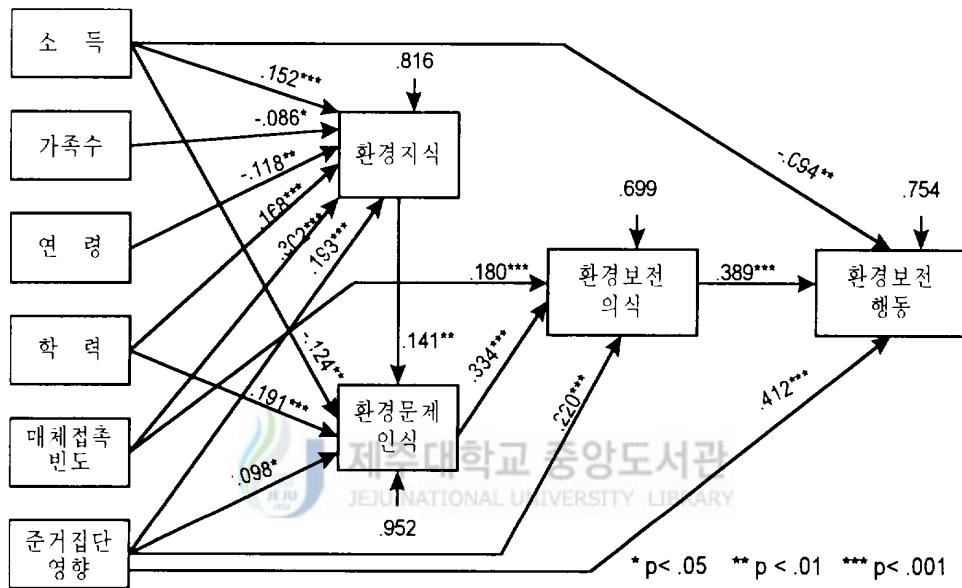 소 득
가족수
연 령
학 력
매체접촉
빈도
준거집단
영향
.152***
-.086*
-.118**
.168***
.302***
.193***
.816
환경지식
-.124**
.191***
.098*
.141**
환경문제
인식
.952
.180***
.334***
.220***
.699
환경보전
의식
.389***
-.094**
.412***
.754
환경보전
행동
제주대학교 중앙도서관
JEJU NATIONAL UNIVERSITY LIBRARY
JEJU
1952
* p< .05 ** p < .01 *** p< .001